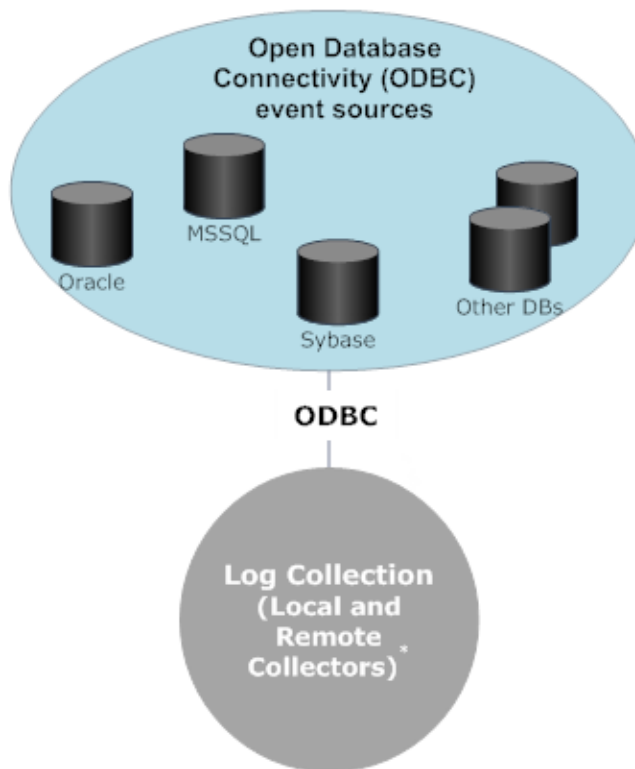 Open Database
Connectivity (ODBC)
event sources
MSSQL
Oracle
Other DBs
Sybase
ODBC
Log Collection
(Local and
Remote
Collectors)*